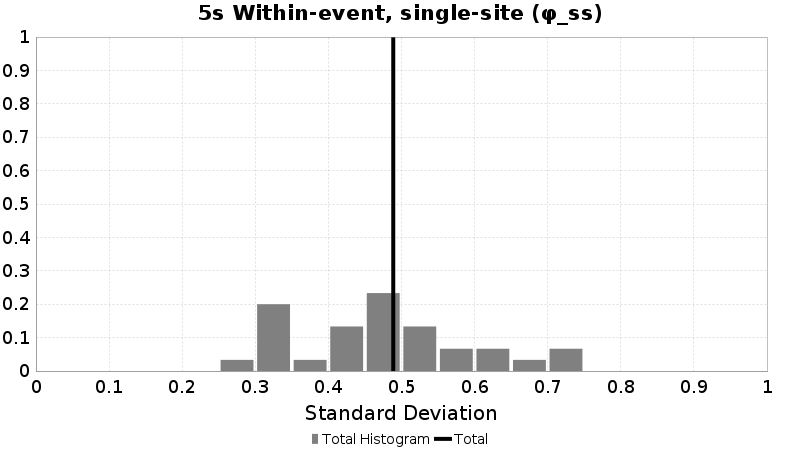 5s Within-event, single-site (φ_ss)
1
0.9
0.8
0.7
0.6
0.5
0.4
0.3
0.2
0.1
0
0 0.1 0.2 0.3 0.4 0.5 0.6 0.7 0.8 0.9 1
Standard Deviation
Total Histogram Total